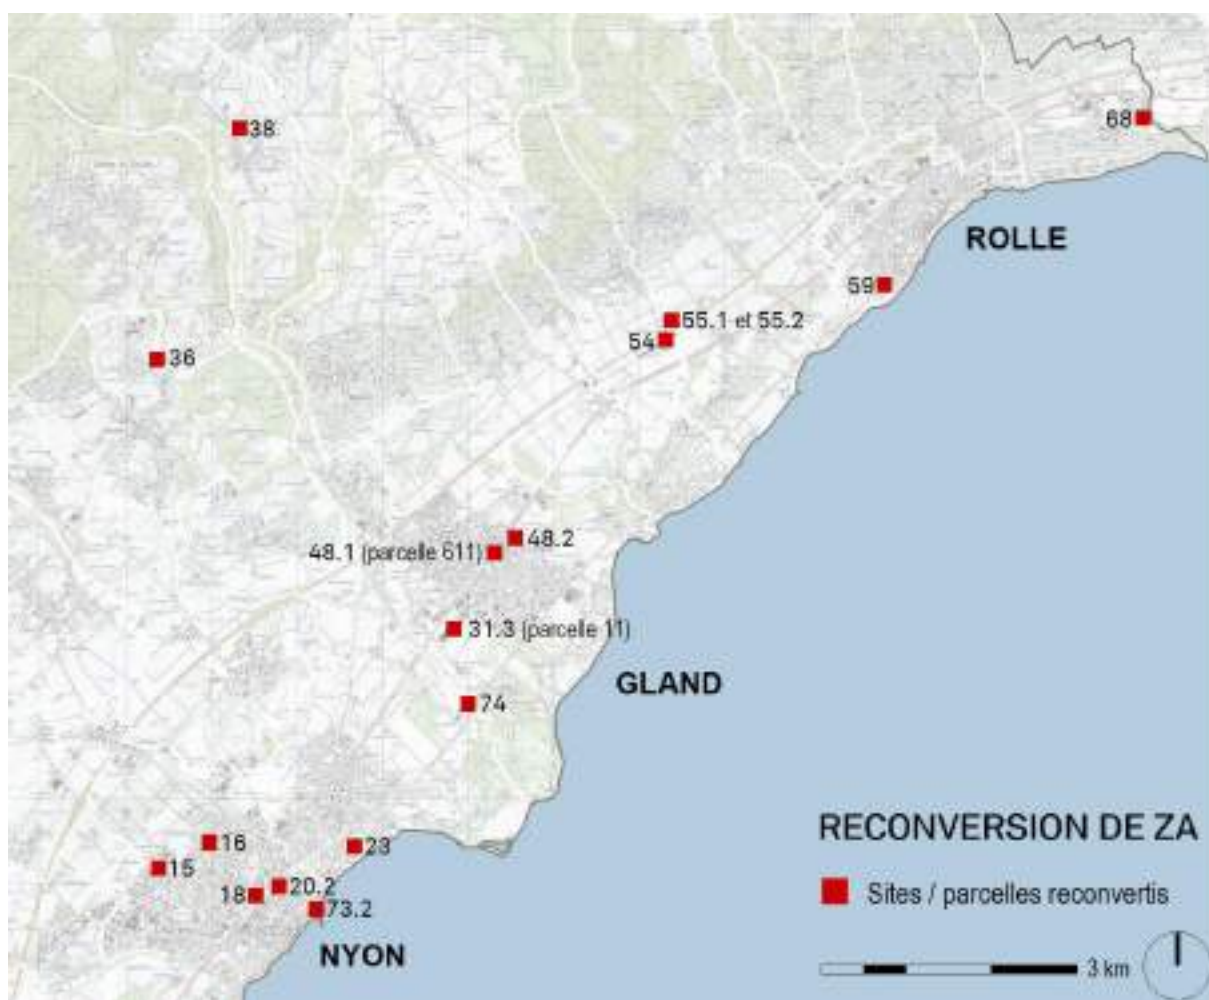 38
68
ROLLE
59
55.1 et 55.2
54
36
48.2
48.1 (parcelle 611)
31.3 (parcelle 11)
GLAND
74
16
23
15
20.2
18
73.2
NYON
RECONVERSION DE ZA
Sites / parcelles reconvertis
3 km